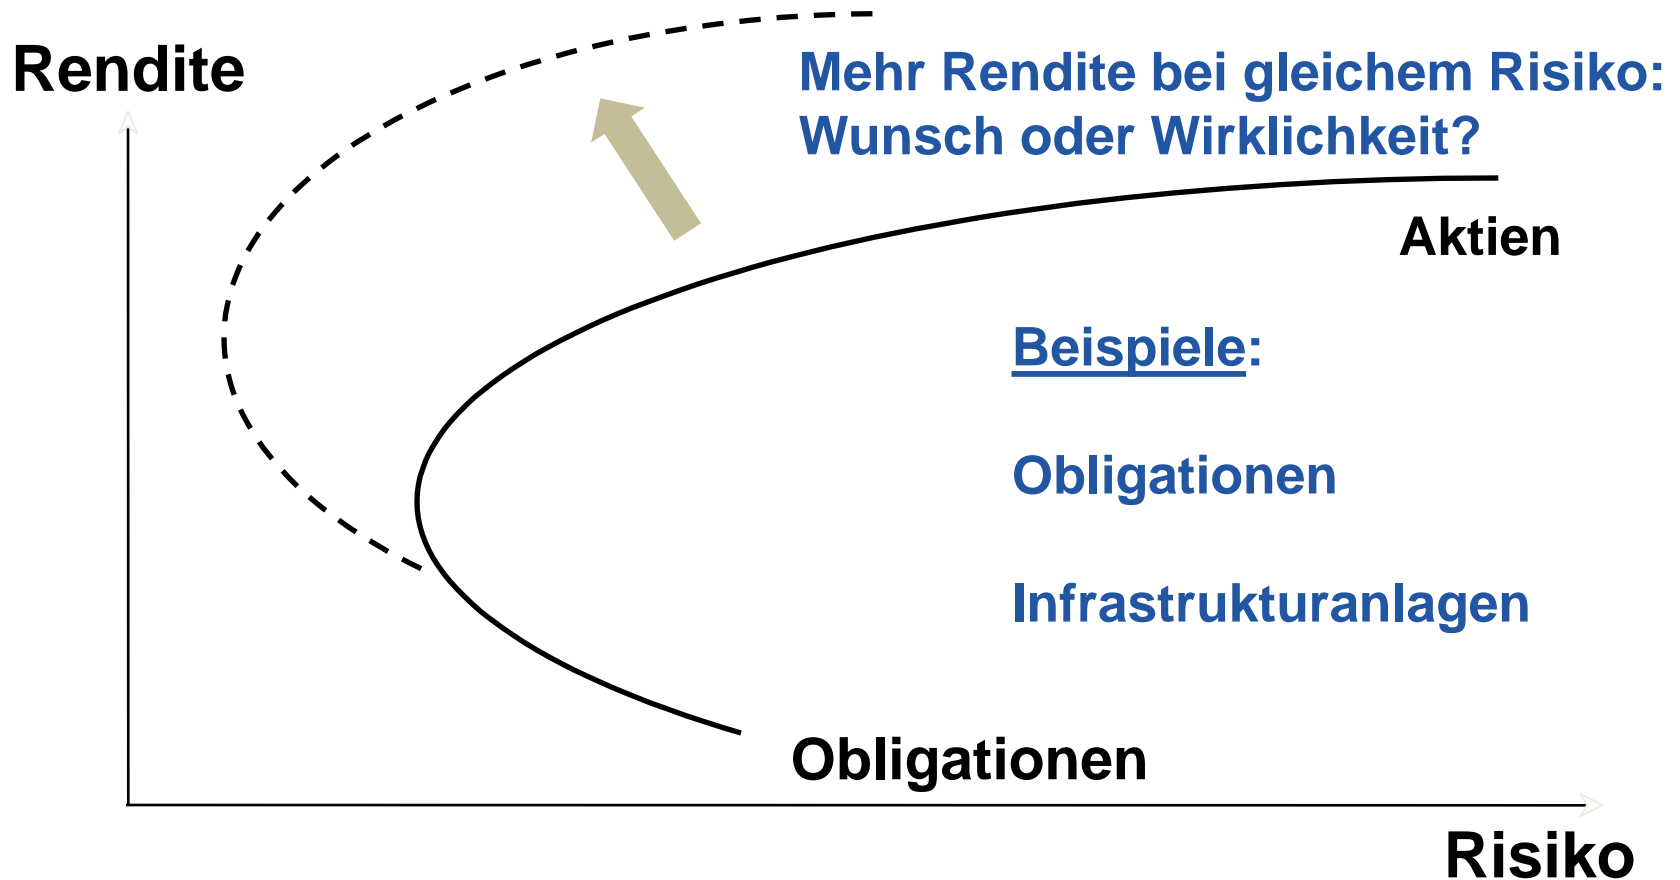 Rendite
Mehr Rendite bei gleichem Risiko:
Wunsch oder Wirklichkeit?
Aktien
Beispiele:
Obligationen
Infrastrukturanlagen
Obligationen
Risiko